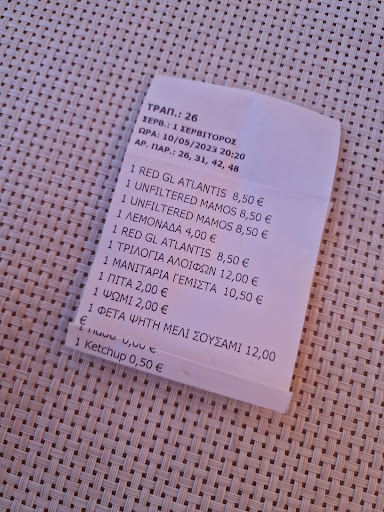 ΤΡΑΠ.: 26
ΣΕΡΒ.: 1 ΣΕΡΒΙΤΟΡΟΣ
ΩΡΑ: 10/05/2023 20:20
ΑΡ. ΠΑΡ.: 26, 31, 42, 48
1 RED GL ATLANTIS 8,50 €
1 UNFILTERED MAMOS 8,50 €
1 UNFILTERED MAMOS 8,50 €
1 ΛΕΜΟΝΑΔΑ 4,00 €
1 RED GL ATLANTIS 8,50 €
1 ΤΡΙΛΟΓΙΑ ΑΛΟΙΦΩΝ 12,00 €
1 ΜΑΝΙΤΑΡΙΑ ΓΕΜΙΣΤΑ 10,50 €
1 ΠΙΤΑ 2,00 €
1 ΨΩΜΙ 2,00 €
1 ΦΕΤΑ ΨΗΤΗ ΜΕΛΙ ΣΟΥΣΑΜΙ 12,00
€
1 Ketchup 0,50 €